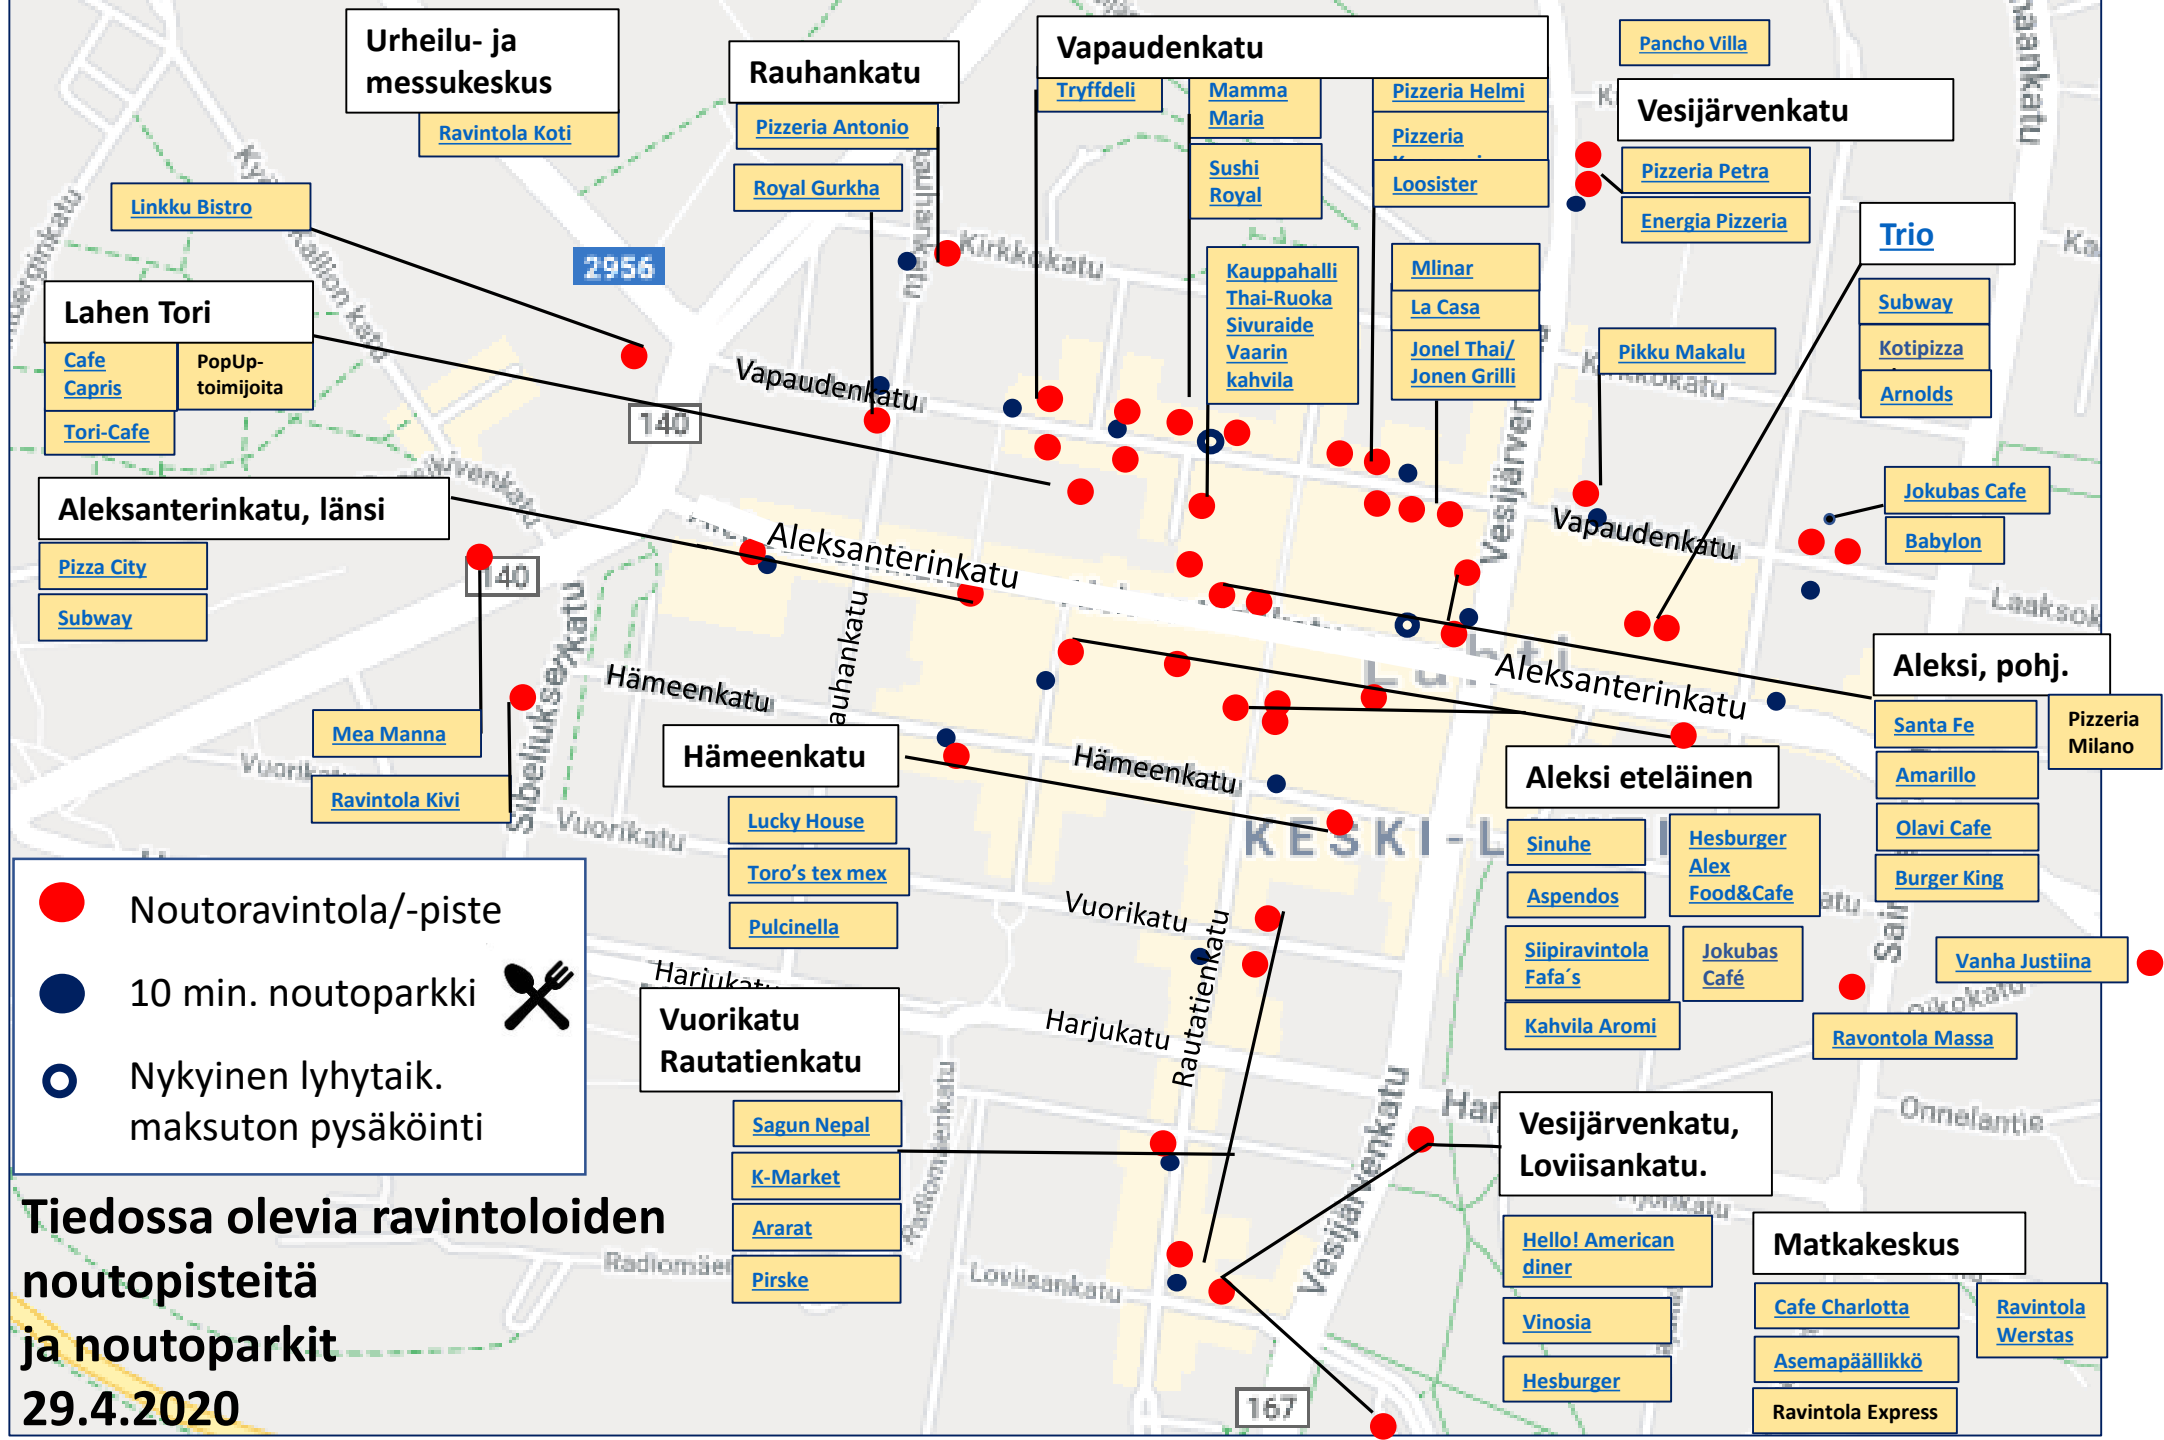 Urheilu- ja
messukeskus
Ravintola Koti
Rauhankatu
Pizzeria Antonio
Royal Gurkha
Vapaudenkatu
Tryffdeli
Mamma
Maria
Sushi
Royal
Kauppahalli
Thai-Ruoka
Sivuraide
Vaarin
kahvila
Pizzeria Helmi
Pizzeria
Loosister
Mlinar
La Casa
Jonel Thai/
Jonen Grilli
Pancho Villa
Vesijärvenkatu
Pizzeria Petra
Energia Pizzeria
Pikku Makalu
Trio
Subway
Kotipizza
Arnolds
Jokubas Cafe
Babylon
Linkku Bistro
Lahen Tori
Cafe
Capris
PopUp-
toimijoita
Tori-Cafe
Aleksanterinkatu, länsi
Pizza City
Subway
Mea Manna
Ravintola Kivi
Hämeenkatu
Lucky House
Toro's tex mex
Pulcinella
Vuorikatu
Rautatienkatu
Sagun Nepal
K-Market
Ararat
Pirske
Aleksi, pohj.
Santa Fe
Pizzeria
Milano
Amarillo
Olavi Cafe
Burger King
Aleksi eteläinen
Sinuhe
Aspendos
Siipiravintola
Fafa´s
Kahvila Aromi
Hesburger
Alex
Food&Cafe
Jokubas
Café
Vanha Justiina
Ravontola Massa
Vesijärvenkatu,
Loviisankatu.
Hello! American
diner
Vinosia
Hesburger
Matkakeskus
Cafe Charlotta
Asemapäällikkö
Ravintola Express
Ravintola
Werstas
Noutoravintola/-piste
10 min. noutoparkki
Nykyinen lyhytaik.
maksuton pysäköinti
Tiedossa olevia ravintoloiden
noutopisteitä
ja noutoparkit
29.4.2020
2956
140
140
167
Kirkkokatu
Kirkkokatu
Vapaudenkatu
Vapaudenkatu
Aleksanterinkatu
Aleksanterinkatu
Hämeenkatu
Hämeenkatu
Vuorikatu
Vuorikatu
Harjukatu
Harjukatu
Rautatienkatu
Vesijärvenkatu
Radiomäenkatu
Loviisankatu
Onnelantie
Lahti